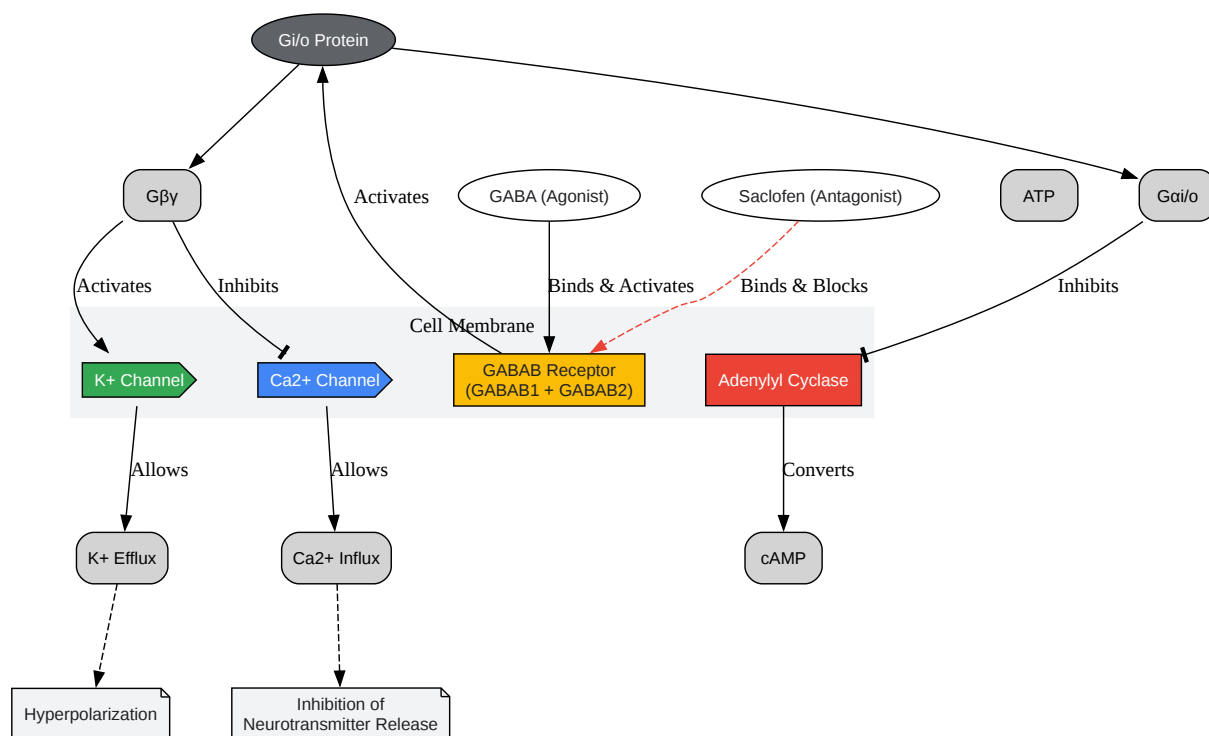 Gi/o Protein
Gβγ
Activates
GABA (Agonist)
Saclofen (Antagonist)
ATP
Gαi/o
Activates
Inhibits
Binds & Activates
Binds & Blocks
Inhibits
Cell Membrane
K+ Channel
Ca2+ Channel
GABAB Receptor
(GABAB1 + GABAB2)
Adenylyl Cyclase
Allows
Allows
Converts
K+ Efflux
Ca2+ Influx
cAMP
Hyperpolarization
Inhibition of
Neurotransmitter Release